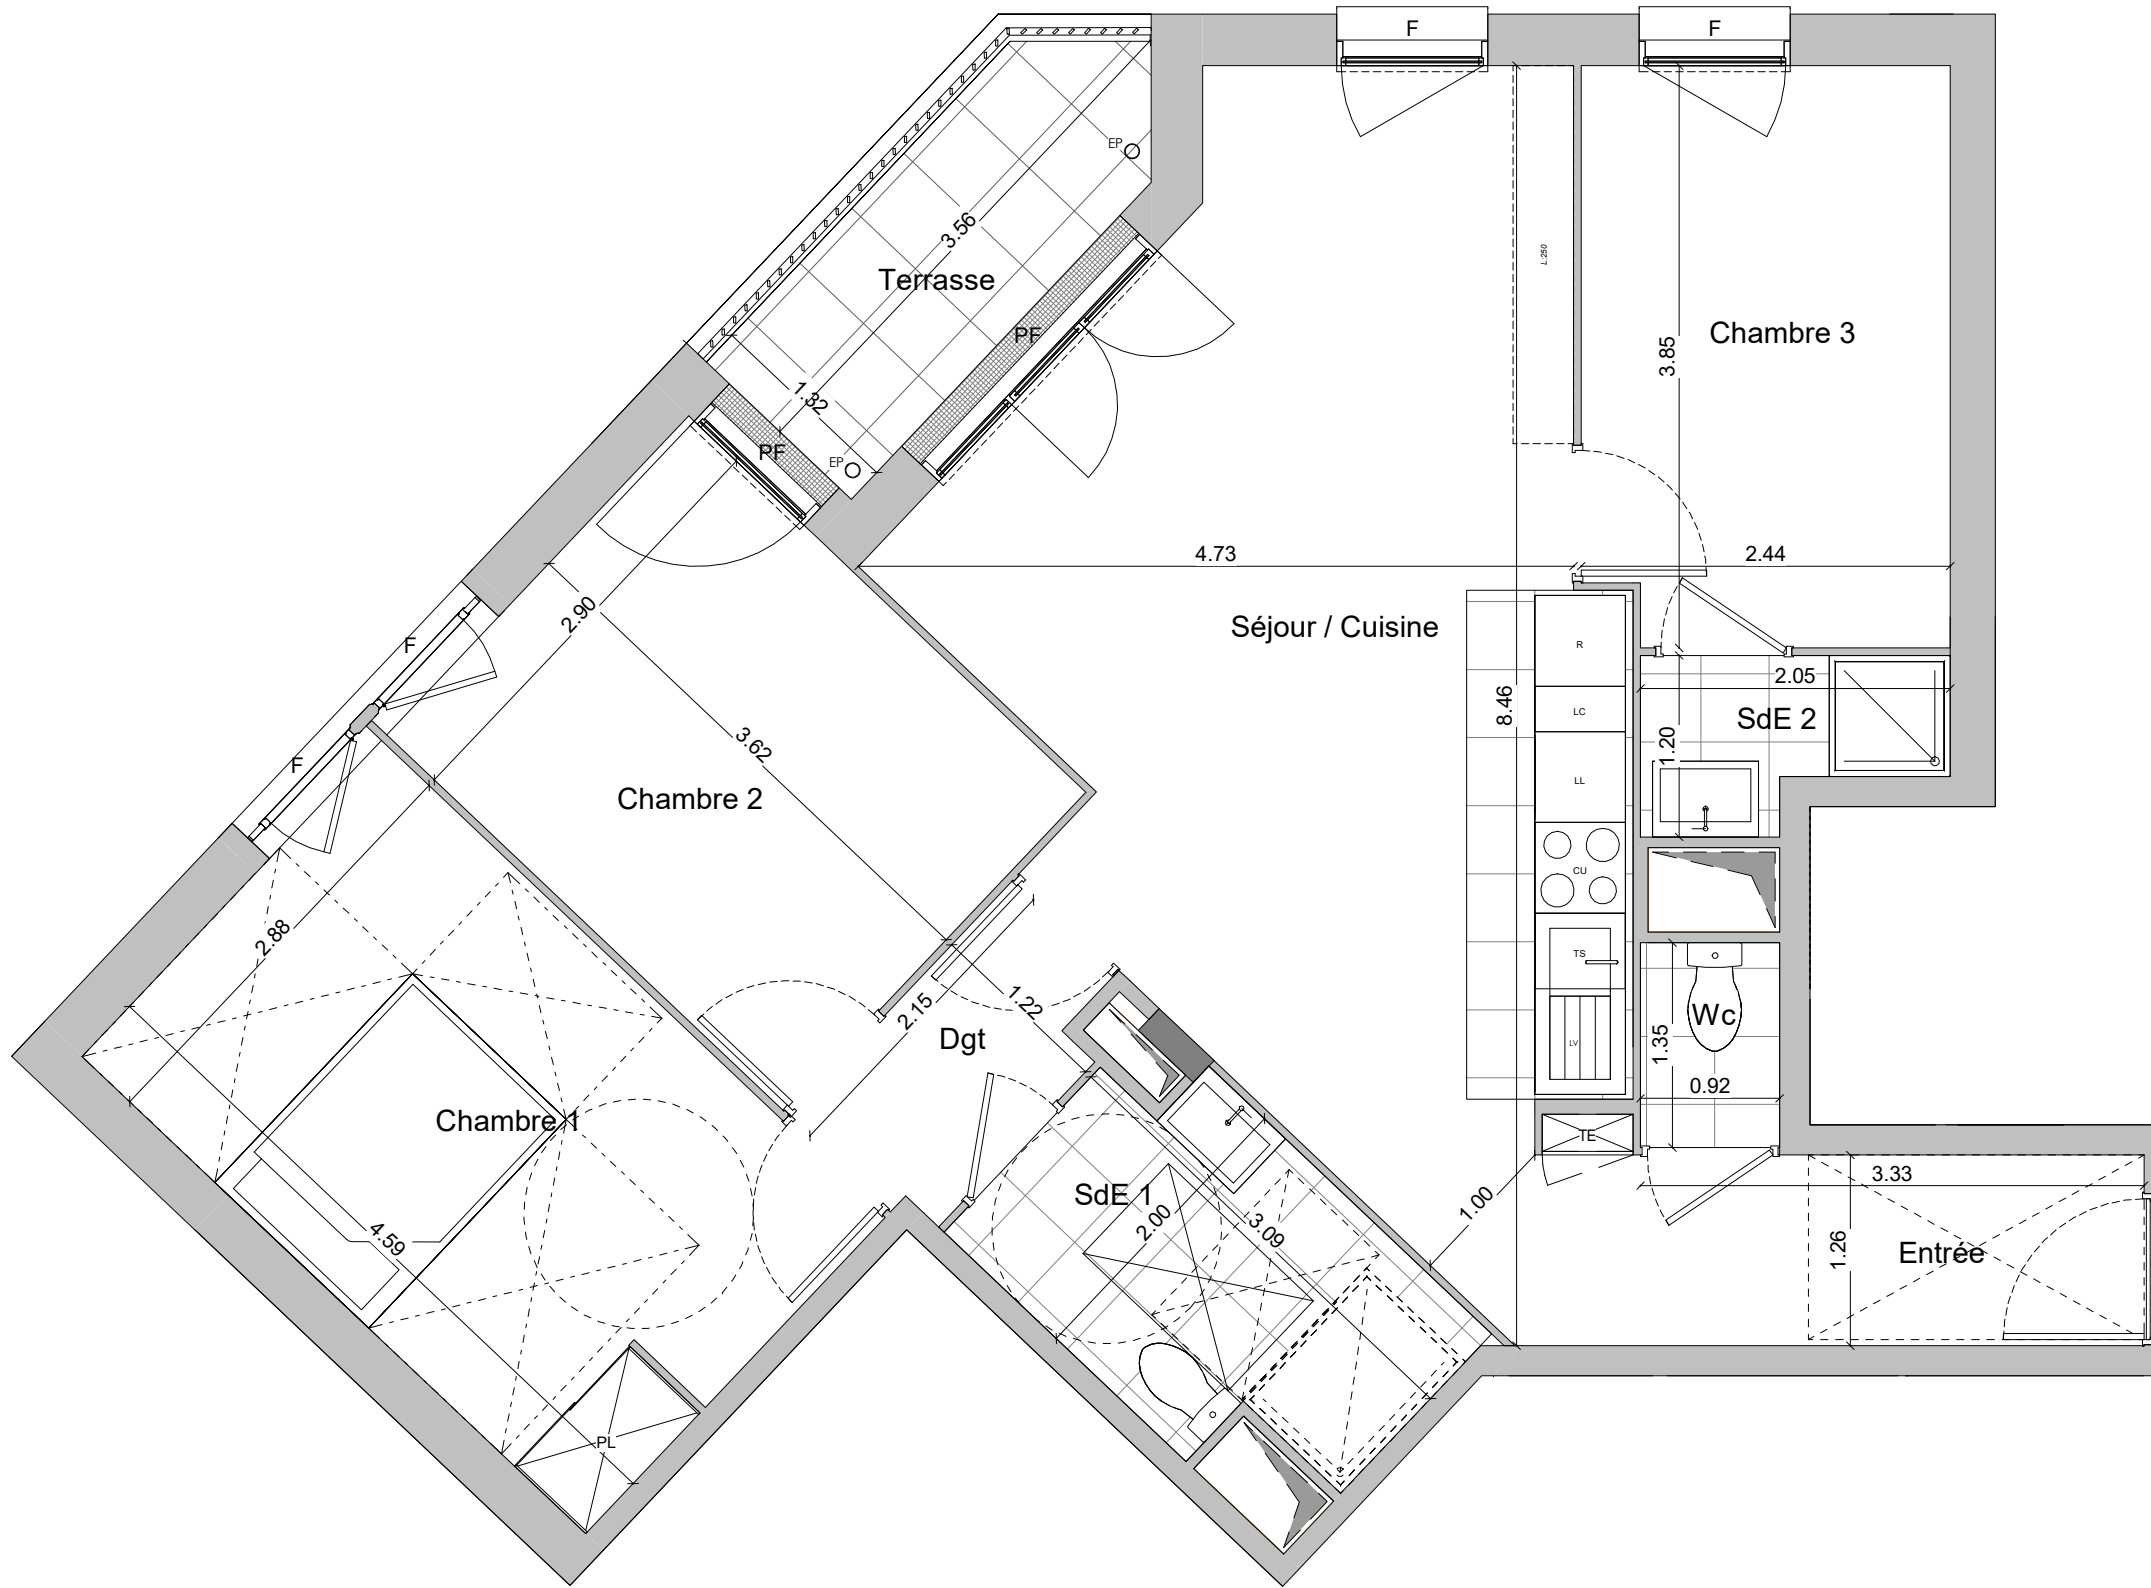 F
F
EP
3.56
L:250
Terrasse
PF
Chambre 3
3.85
1.32
PF
EP
4.73
2.44
2.90
Séjour / Cuisine
F
R
2.05
8.46
LC
SdE 2
3.62
1.20
F
LL
Chambre 2
CU
2.88
TS
1.22
2.15
Wc
Dgt
1.35
LV
0.92
Chambre 1
TE
3.33
SdE 1
1.00
2.00
3.09
4.59
1.26
Entrée
PL